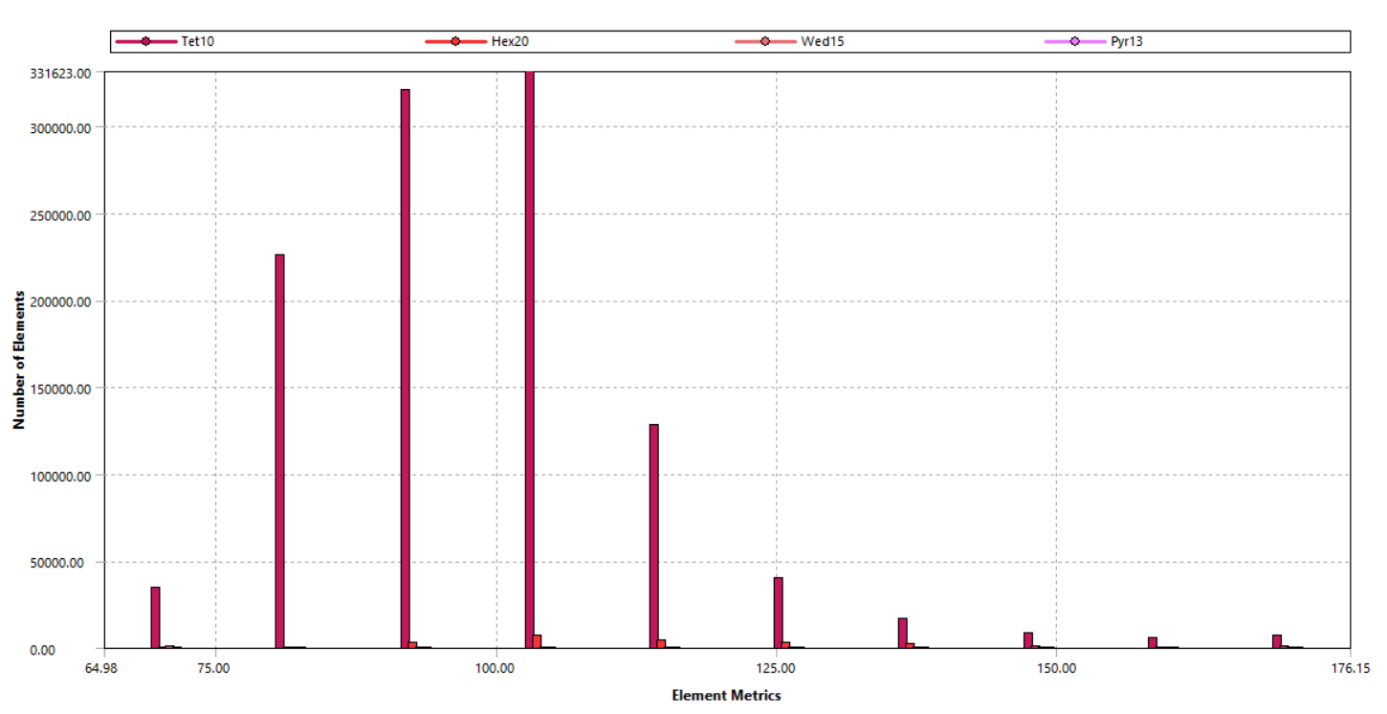 Tet10 Hex20 Wed15 Pyr13
331623.00
300000.00
250000.00
200000.00
150000.00
100000.00
50000.00
0.00
Number of Elements
64.98 75.00 100.00 125.00 150.00 176.15
Element Metrics